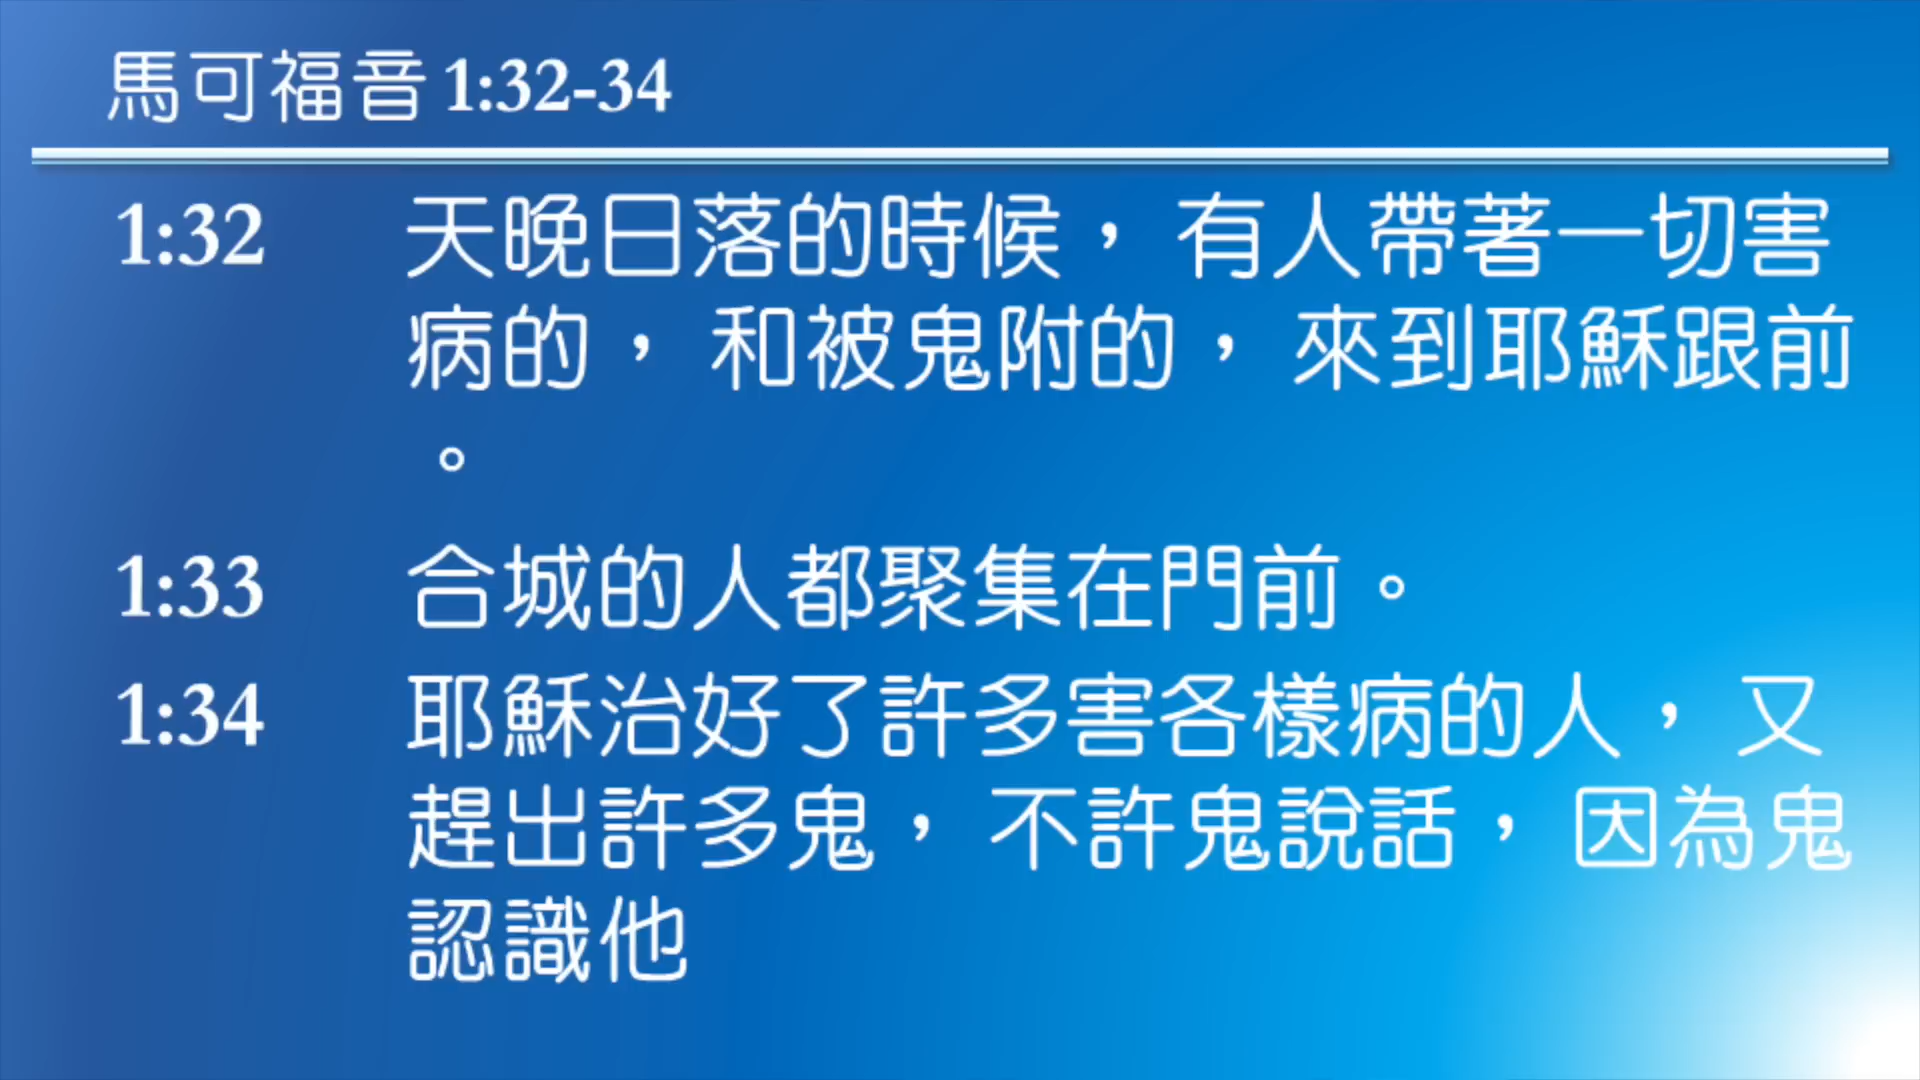 馬可福音 1:32-34
1:32 天晚日落的時候， 有人帶著一切害
病的， 和被鬼附的， 來到耶穌跟前
。
1:33 合城的人都聚集在門前。
1:34 耶穌治好了許多害各樣病的人，又
趕出許多鬼， 不許鬼說話， 因為鬼
認識他